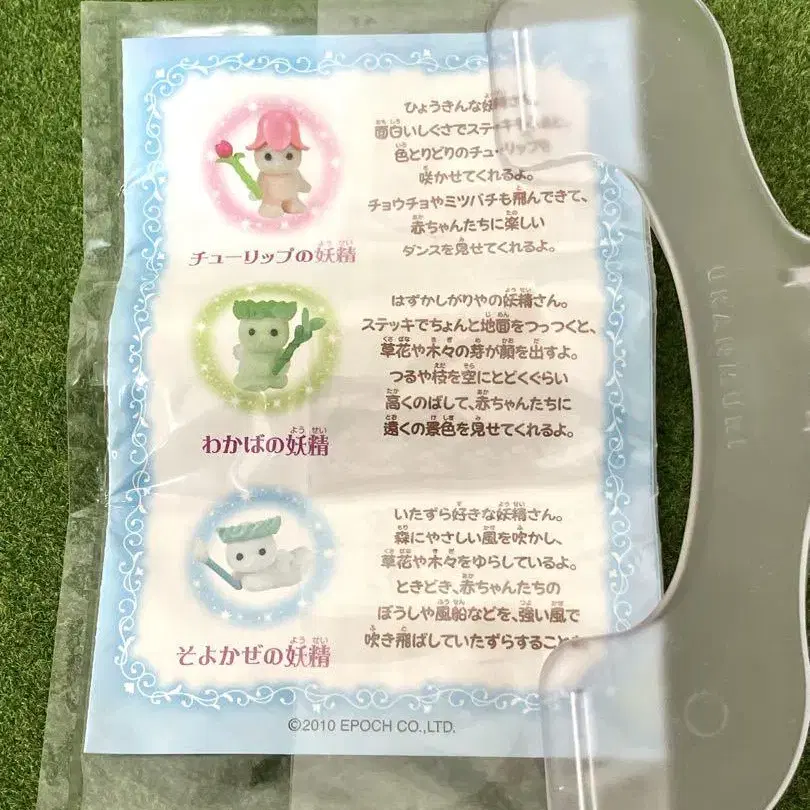 ひょうきんな妖精さん。
面白いしぐさでステッキ
色とりどりのチューリップを
咲かせてくれるよ。
チョウチョやミツバチも飛んできて、
赤ちゃんたちに楽しい
ダンスを見せてくれるよ。
チューリップの妖精
はずかしがりやの妖精さん。
ステッキでちょんと地面をつっつくと、
草花や木々の芽が顔を出すよ。
つるや枝を空にとどくぐらい
高くのばして、赤ちゃんたちに
遠くの景色を見せてくれるよ。
わかばの妖精
いたずら好きな妖精さん。
森にやさしい風を吹かし、
草花や木々をゆらしているよ。
ときどき、赤ちゃんたちの
ぼうしや風船などを、強い風で
吹き飛ばしていたずらすること
そよかぜの妖精
©2010 EPOCH CO.,LTD.